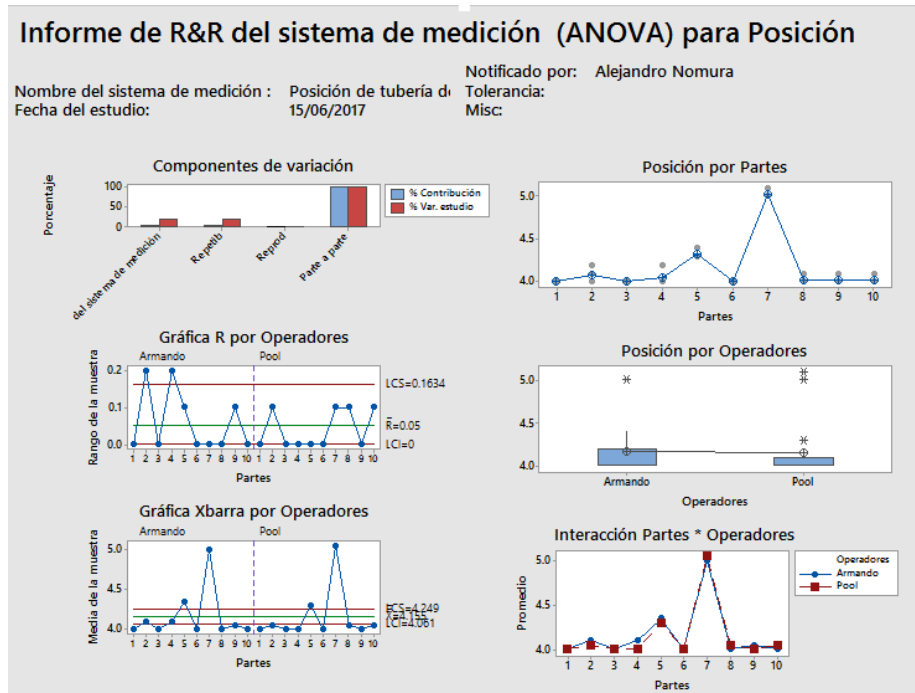 Informe de R&R del sistema de medición (ANOVA) para Posición
Notificado por: Alejandro Nomura
Nombre del sistema de medición : Posición de tubería de
Tolerancia:
Fecha del estudio: 15/06/2017
Misc:
Componentes de variación
Porcentaje
100
50
0
% Contribución
% Var. estudio
del sistema de medición
Repetib
Reprod
Parte a parte
Gráfica R por Operadores
Armando Pool
Rango de la muestra
0.2
0.1
0.0
LCS=0.1634
R=0.05
LCI=0
1 2 3 4 5 6 7 8 9 10 1 2 3 4 5 6 7 8 9 10
Partes
Gráfica Xbarra por Operadores
Armando Pool
Media de la muestra
5.0
4.5
4.0
LCS=4.249
X=4.155
LCI=4.061
1 2 3 4 5 6 7 8 9 10 1 2 3 4 5 6 7 8 9 10
Partes
Posición por Partes
5.0
4.5
4.0
1 2 3 4 5 6 7 8 9 10
Partes
Posición por Operadores
5.0
4.5
4.0
Armando Pool
Operadores
Interacción Partes * Operadores
Promedio
5.0
4.5
4.0
1 2 3 4 5 6 7 8 9 10
Partes
Operadores
Armando
Pool